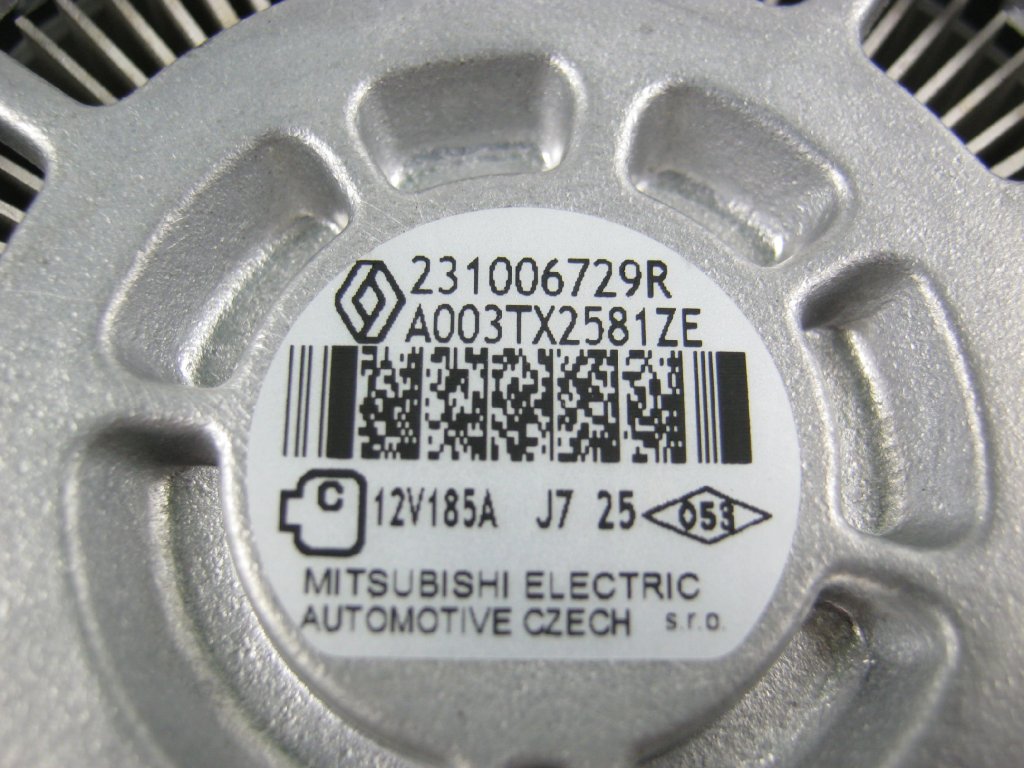 231006729R
A003TX2581ZE
C 12V185A J7 25 053
MITSUBISHI ELECTRIC
AUTOMOTIVE CZECH s.r.o.